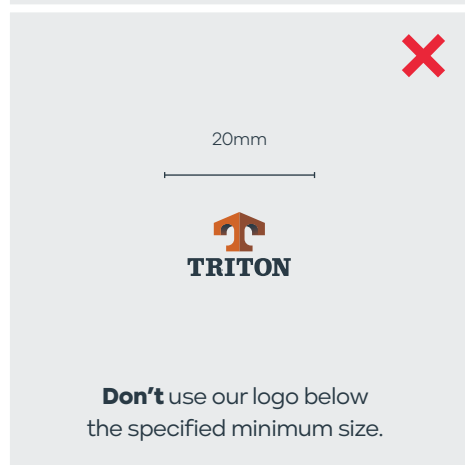 20mm
TRITON
Don't use our logo below
the specified minimum size.